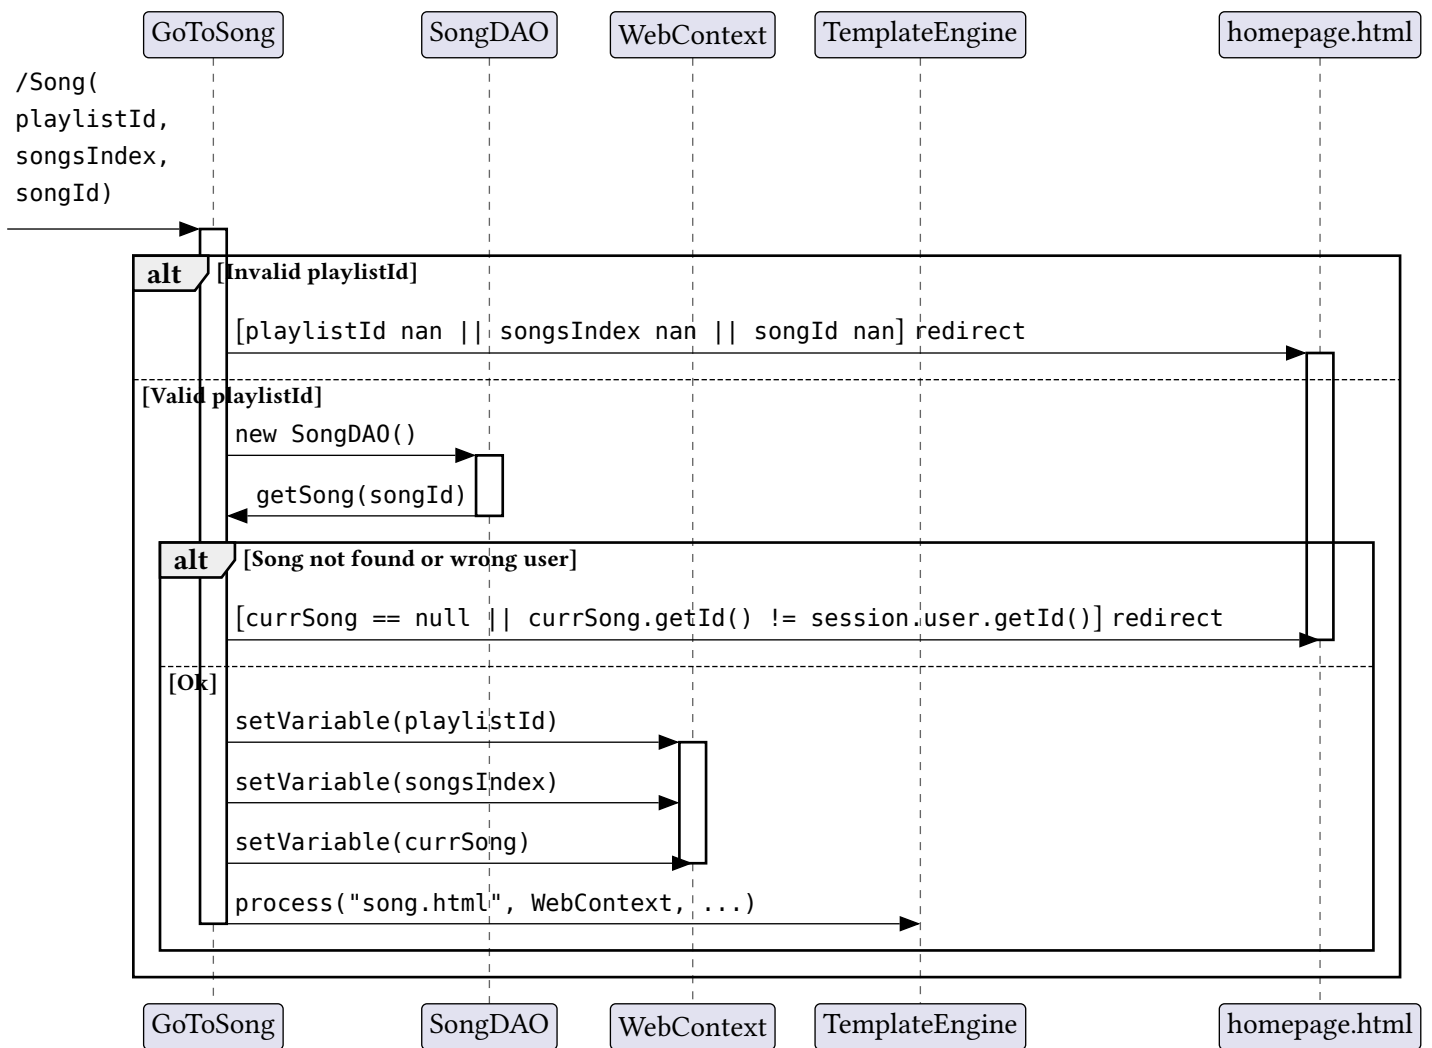 GoToSong SongDAO WebContext TemplateEngine homepage.html
/Song(
playlistId,
songsIndex,
songId)
alt [Invalid playlistId]
[playlistId nan || songsIndex nan || songId nan] redirect
[Valid playlistId]
new SongDAO()
getSong(songId)
alt [Song not found or wrong user]
[currSong == null || currSong.getId() != session.user.getId()] redirect
[Ok]
setVariable(playlistId)
setVariable(songsIndex)
setVariable(currSong)
process("song.html", WebContext, ...)
GoToSong SongDAO WebContext TemplateEngine homepage.html